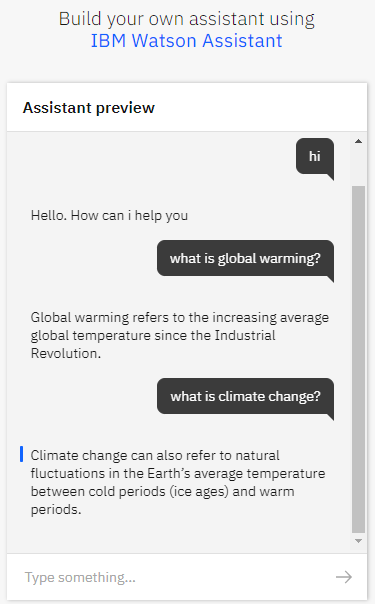 Build your own assistant using
IBM Watson Assistant
Assistant preview
hi
Hello. How can i help you
what is global warming?
Global warming refers to the increasing average
global temperature since the Industrial
Revolution.
what is climate change?
Climate change can also refer to natural
fluctuations in the Earth’s average temperature
between cold periods (ice ages) and warm
periods.
Type something...